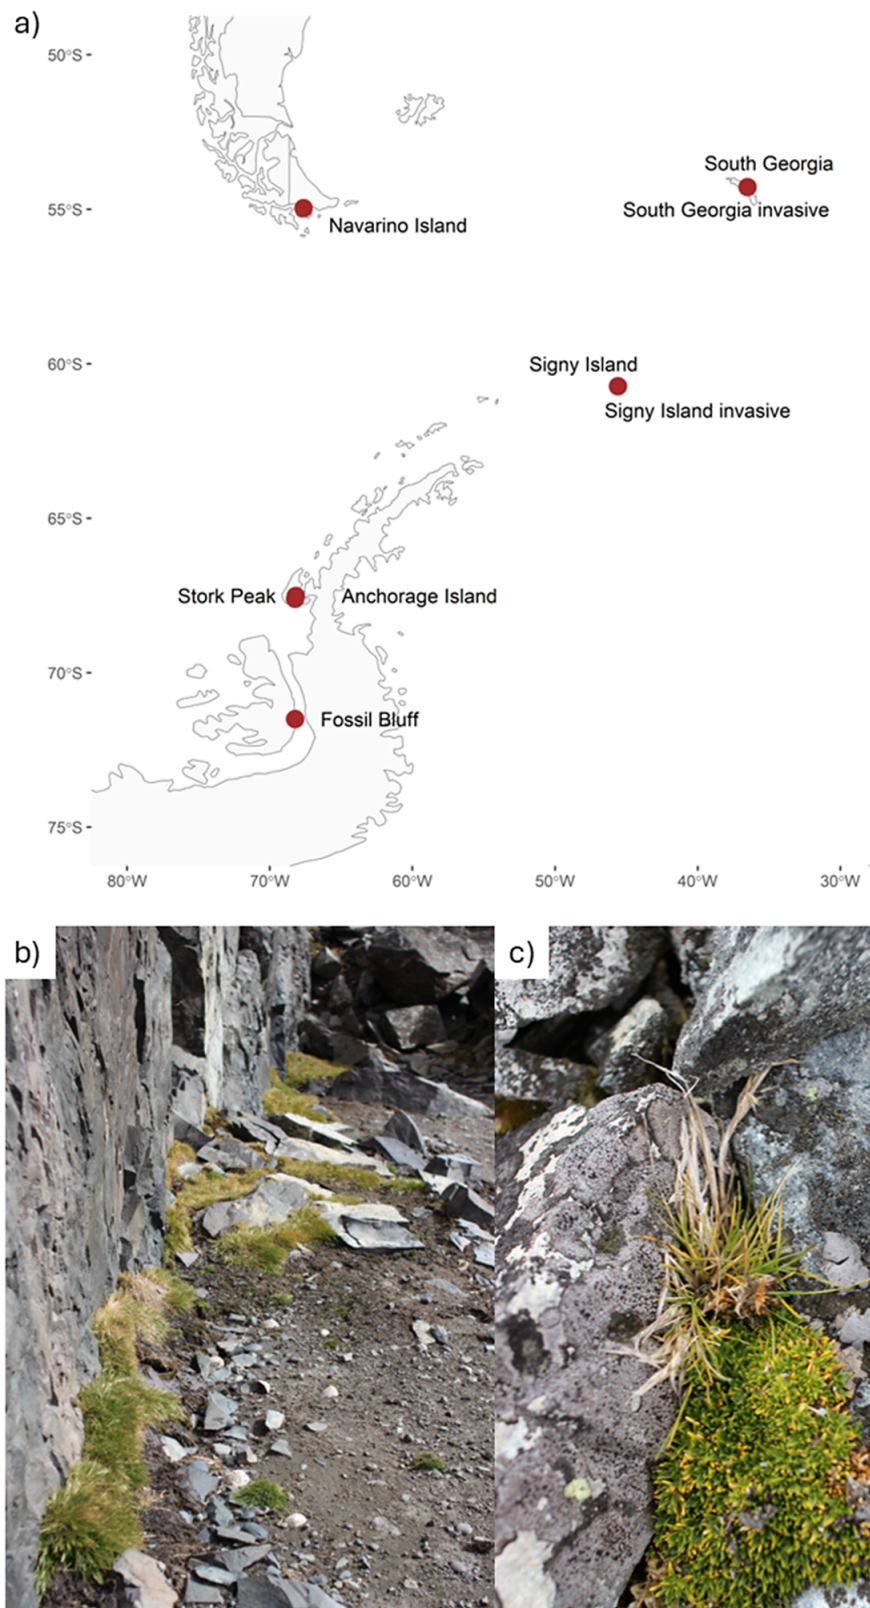 a)
50°S
South Georgia
55°S
South Georgia invasive
Navarino Island
60°S
Signy Island
Signy Island invasive
65°S
Stork Peak
Anchorage Island
70°S
Fossil Bluff
75°S
80°W
70°W
60°W
50°W
40°W
30°W
b)
c)